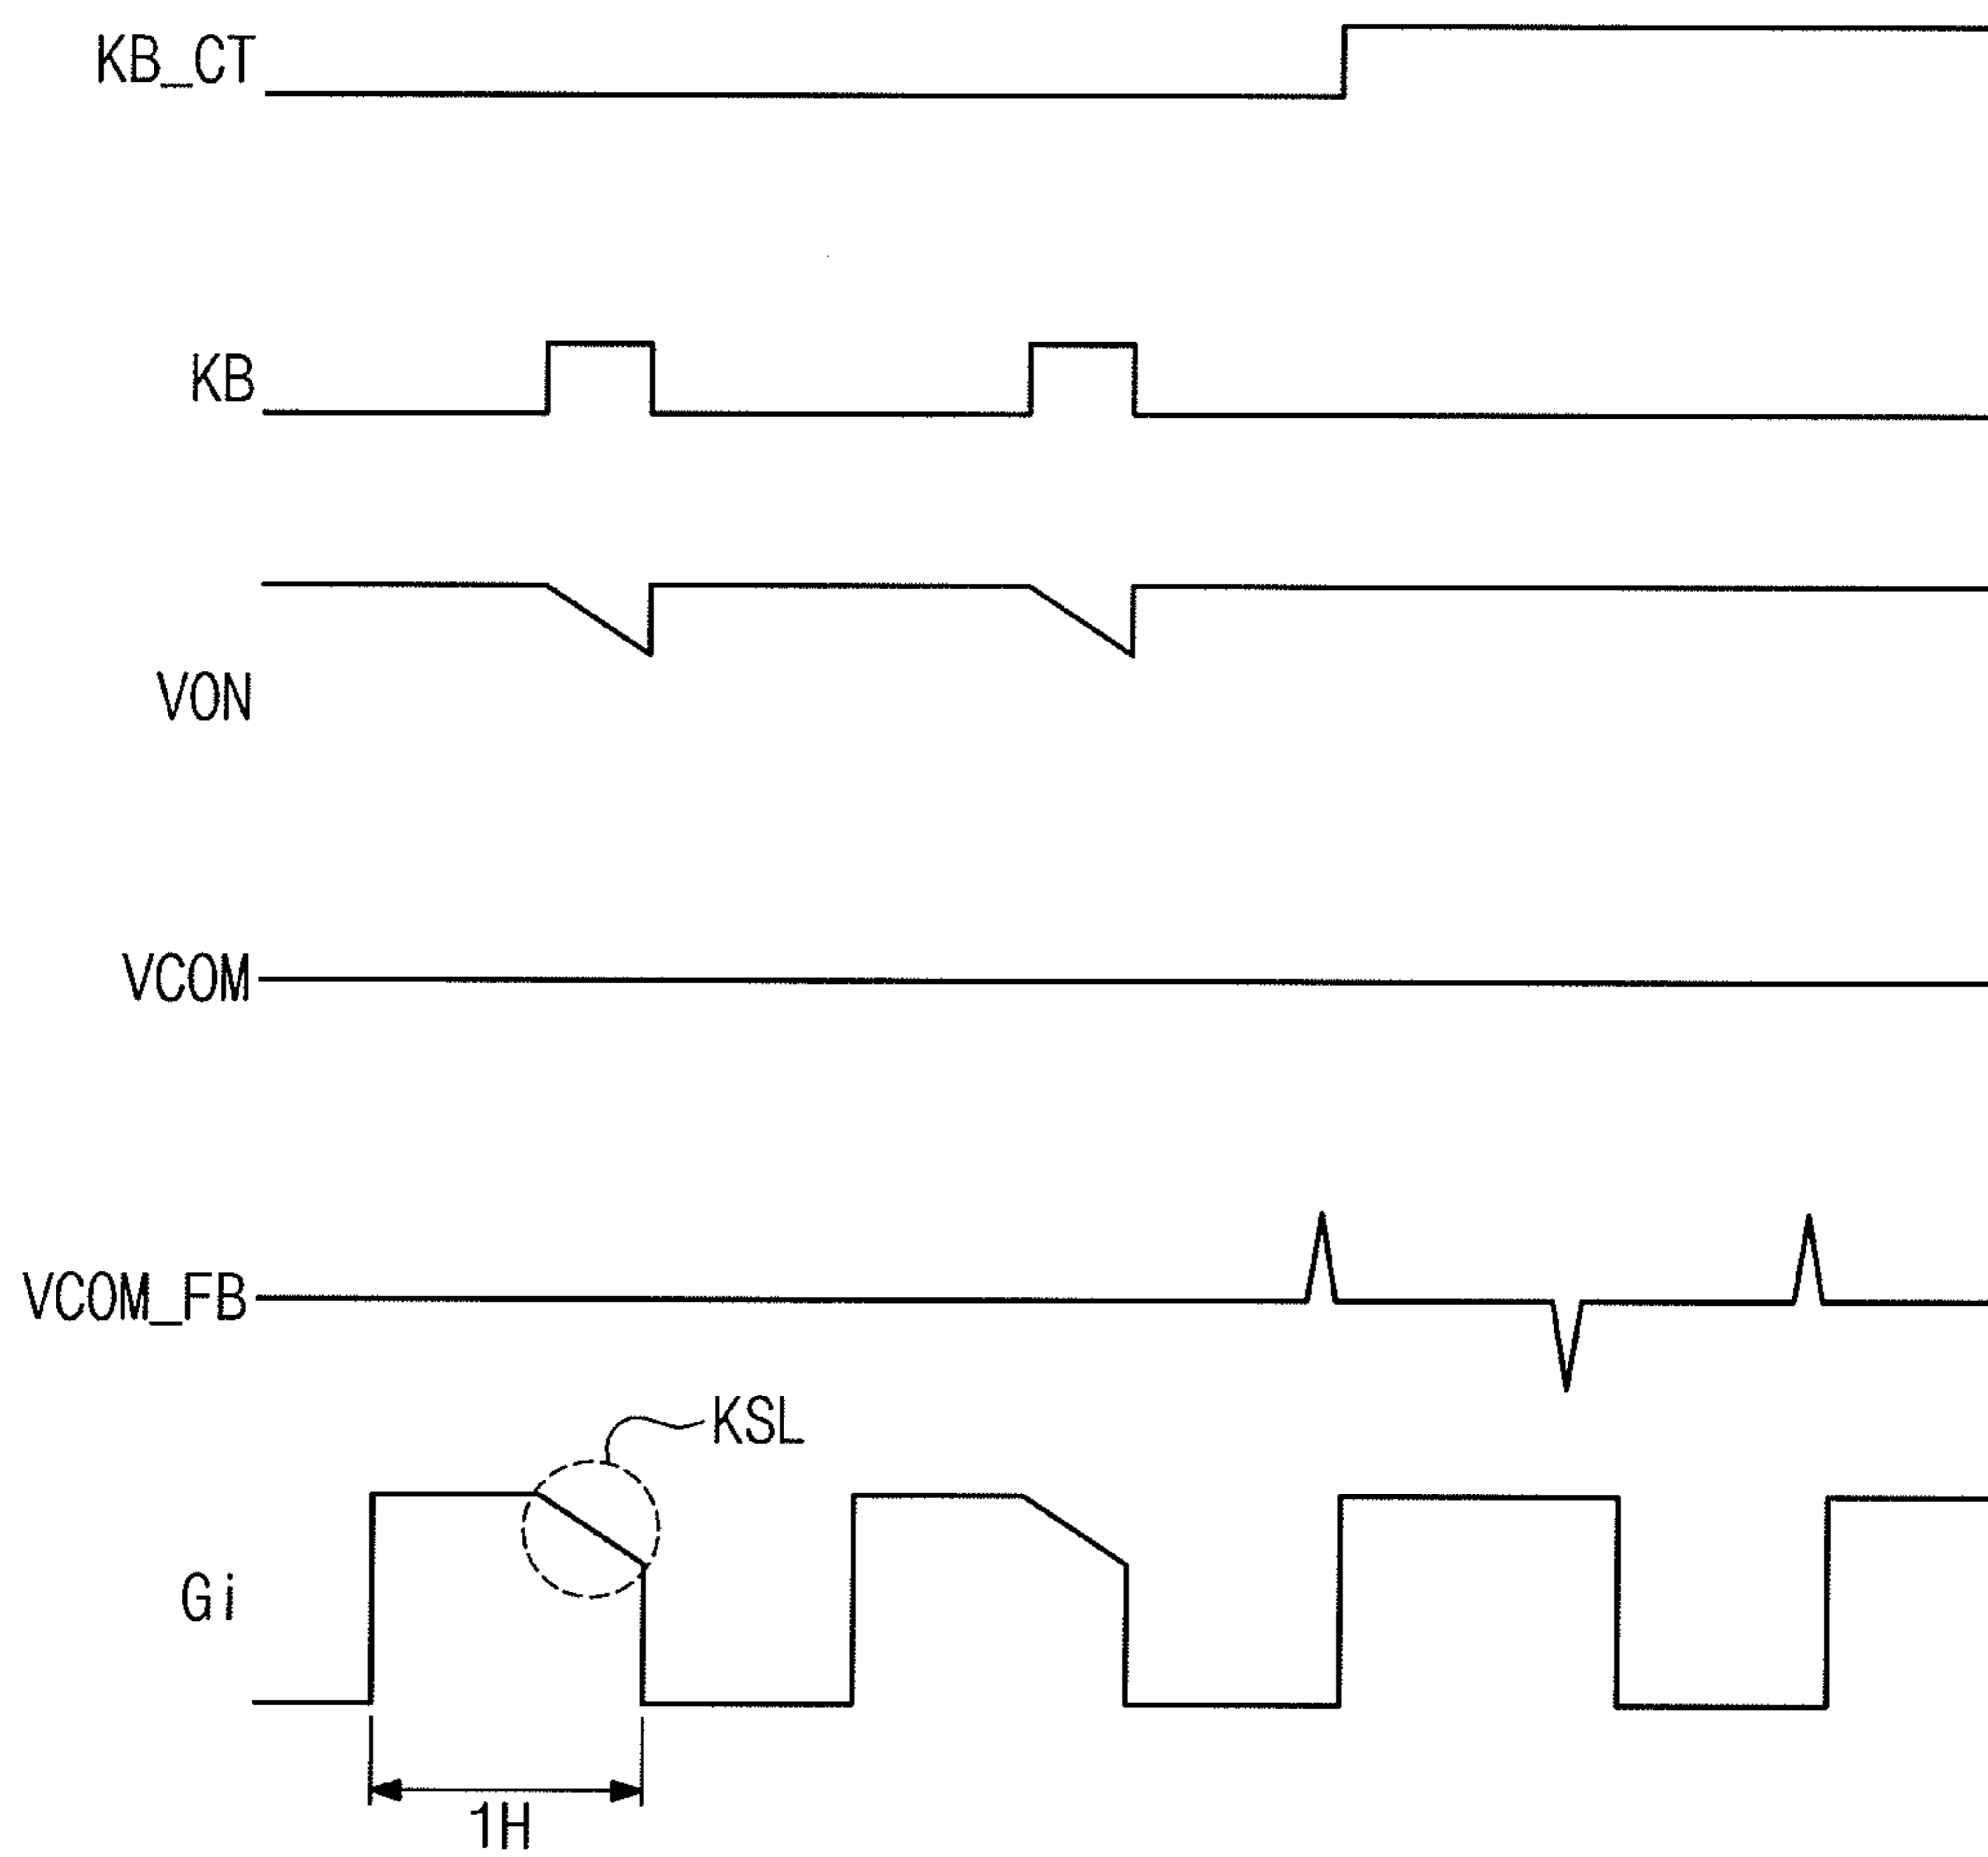 KB_CT
KB
VON
VCOM
VCOM_FB
KSL
Gi
1H